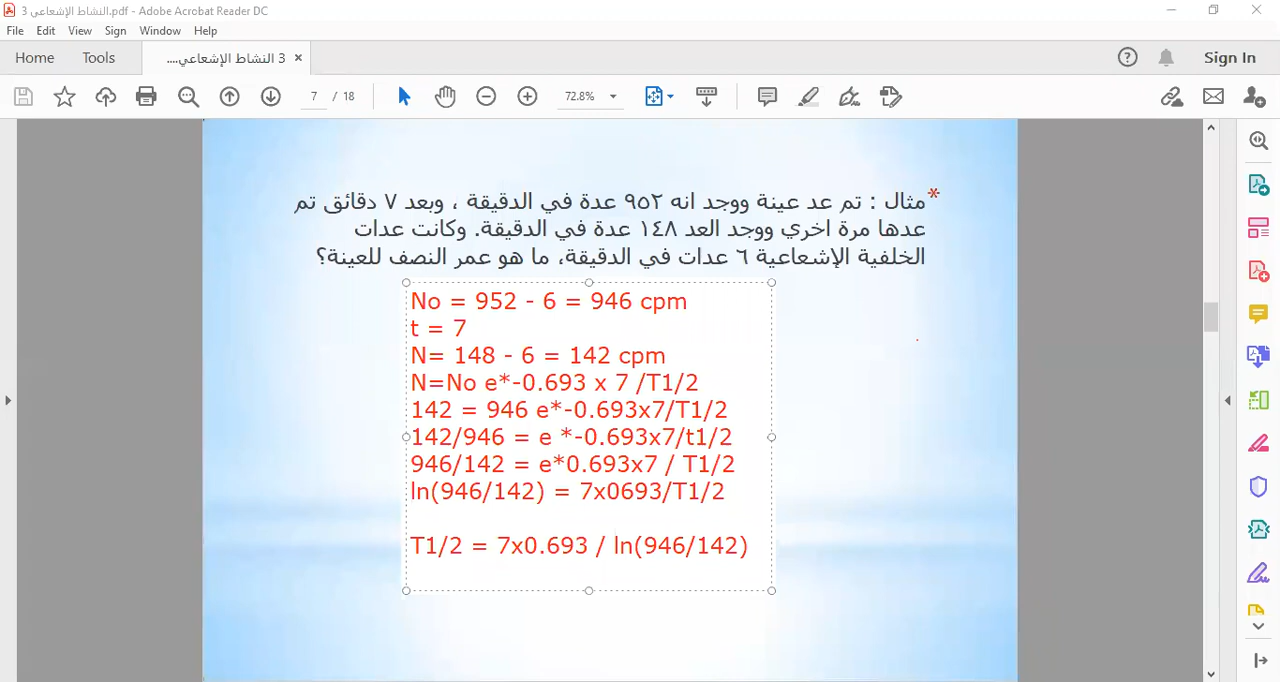 3 النشاط الإشعاعي.pdf - Adobe Acrobat Reader DC
File Edit View Sign Window Help
Home Tools 3 النشاط الإشعاعي.... × Sign In
7 / 18 72.8%
* مثال : تم عد عينة ووجد انه ٩٥٢ عدة في الدقيقة ، وبعد ٧ دقائق تم
عدها مرة اخري ووجد العد ١٤٨ عدة في الدقيقة. وكانت عدات
الخلفية الإشعاعية ٦ عدات في الدقيقة، ما هو عمر النصف للعينة؟
No = 952 - 6 = 946 cpm
t = 7
N= 148 - 6 = 142 cpm
N=No e*-0.693 x 7 /T1/2
142 = 946 e*-0.693x7/T1/2
142/946 = e *-0.693x7/t1/2
946/142 = e*0.693x7 / T1/2
ln(946/142) = 7x0693/T1/2
T1/2 = 7x0.693 / ln(946/142)